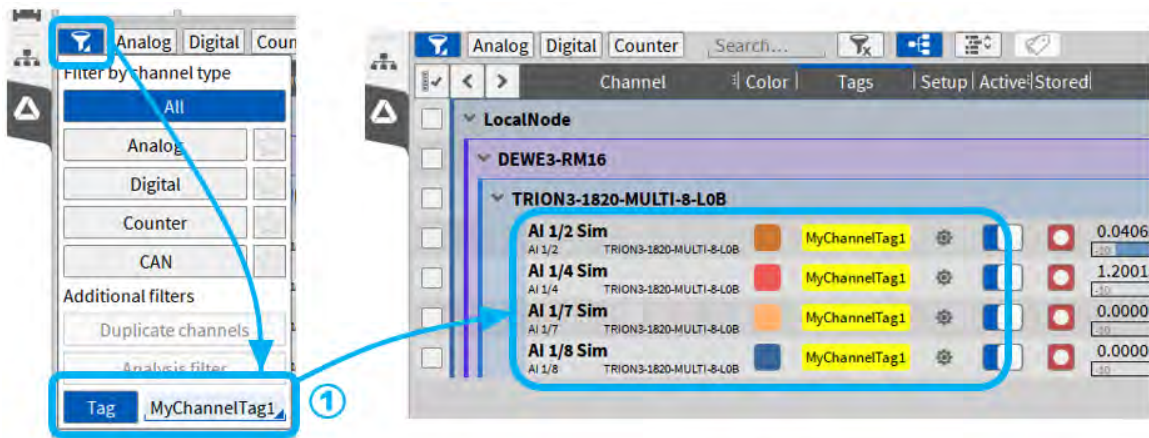 Analog Digital Coun
Filter by channel type
All
Analog
Digital
Counter
CAN
Additional filters
Duplicate channels
Analysis filter
Tag MyChannelTag1
1
Analog Digital Counter Search...
Channel Color Tags Setup Active Stored
LocalNode
DEWE3-RM16
TRION3-1820-MULTI-8-L0B
AI 1/2 Sim MyChannelTag1 0.0406
AI 1/2 TRION3-1820-MULTI-8-L0B -10
AI 1/4 Sim MyChannelTag1 1.2001
AI 1/4 TRION3-1820-MULTI-8-L0B -10
AI 1/7 Sim MyChannelTag1 0.0000
AI 1/7 TRION3-1820-MULTI-8-L0B -10
AI 1/8 Sim MyChannelTag1 0.0000
AI 1/8 TRION3-1820-MULTI-8-L0B -10